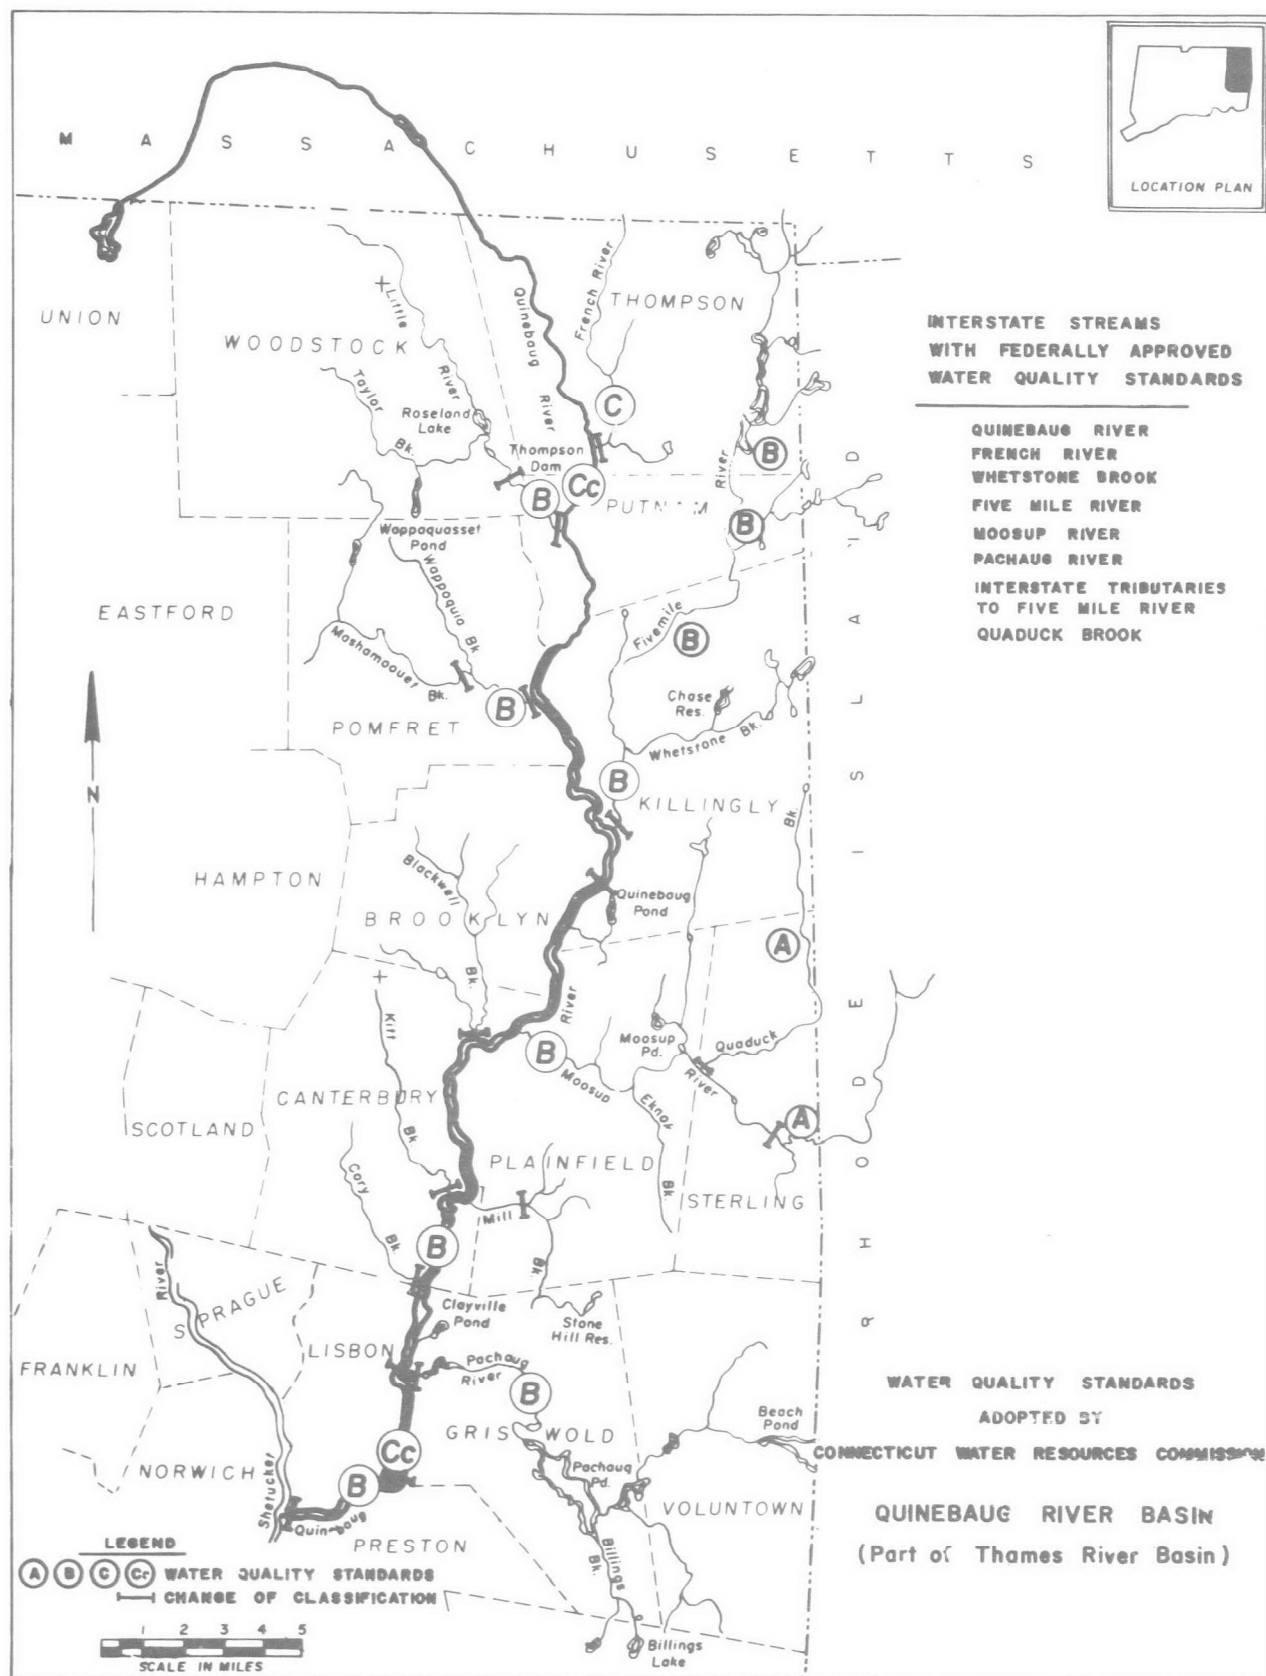 M A S S A C H U S E T T S
LOCATION PLAN
UNION
WOODSTOCK
Little
River
Quinebaug
River
French River
THOMPSON
INTERSTATE STREAMS
WITH FEDERALLY APPROVED
WATER QUALITY STANDARDS
QUINEBAUG RIVER
FRENCH RIVER
WHETSTONE BROOK
FIVE MILE RIVER
MOOSUP RIVER
PACHAUG RIVER
INTERSTATE TRIBUTARIES
TO FIVE MILE RIVER
QUADUCK BROOK
Taylor
Bk.
Roseland
Lake
C
Thompson
Dam
B
Cc
PUTNAM
River
B
B
Wappaquasset
Pond
Wappaquia Bk
EASTFORD
Mashamoquet
Bk.
Fivemile
B
POMFRET
B
Chase
Res.
Whetstone Bk.
B
KILLINGLY
Bk.
N
HAMPTON
Blackwell
BROOKLYN
Bk.
Quinebaug
Pond
A
RHODE ISLAND
Kitt
Bk.
River
B
Moosup
Moosup
Pd.
Quaduck
River
A
CANTERBURY
SCOTLAND
Cory
Bk
PLAINFIELD
Eknok
Bk.
STERLING
Mill
Bk.
B
River
SPRAGUE
FRANKLIN
LISBON
Clayville
Pond
Stone
Hill Res.
Pachaug
River
B
GRISWOLD
Beach
Pond
Pachaug
Pd.
VOLUNTOWN
NORWICH
Cc
B
Shetucket
Quinebaug
PRESTON
Billings
Bk.
Billings
Lake
WATER QUALITY STANDARDS
ADOPTED BY
CONNECTICUT WATER RESOURCES COMMISSION
QUINEBAUG RIVER BASIN
(Part of Thames River Basin)
LEGEND
A B C Cc WATER QUALITY STANDARDS
CHANGE OF CLASSIFICATION
1 2 3 4 5
SCALE IN MILES